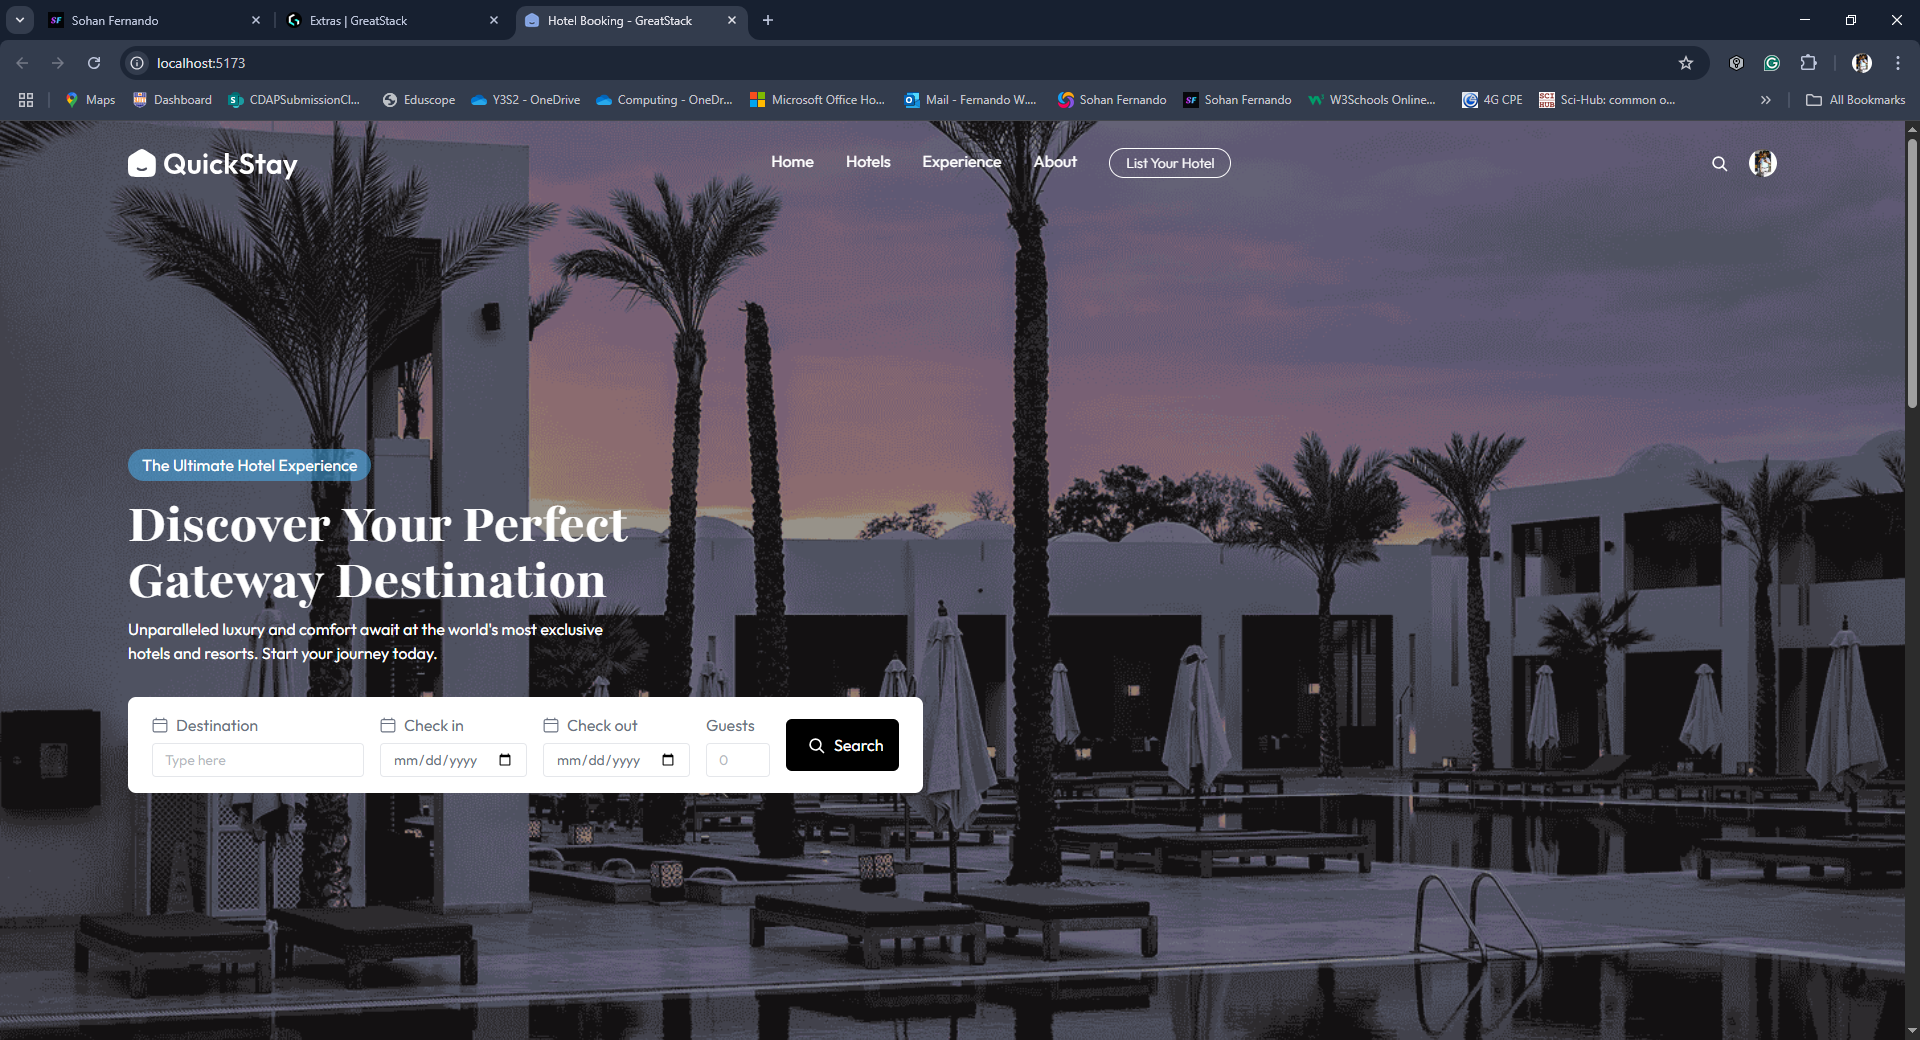 Sohan Fernando
Extras | GreatStack
Hotel Booking - GreatStack
localhost:5173
Maps
Dashboard
CDAPSubmissionCl...
Eduscope
Y3S2 - OneDrive
Computing - OneDr...
Microsoft Office Ho...
Mail - Fernando W....
Sohan Fernando
SF
Sohan Fernando
W3Schools Online...
4G CPE
SCI HUB
Sci-Hub: common o...
All Bookmarks
QuickStay
Home
Hotels
Experience
About
List Your Hotel
The Ultimate Hotel Experience
Discover Your Perfect
Gateway Destination
Unparalleled luxury and comfort await at the world's most exclusive
hotels and resorts. Start your journey today.
Destination
Check in
Check out
Guests
Type here
mm/dd/yyyy
mm/dd/yyyy
0
Search